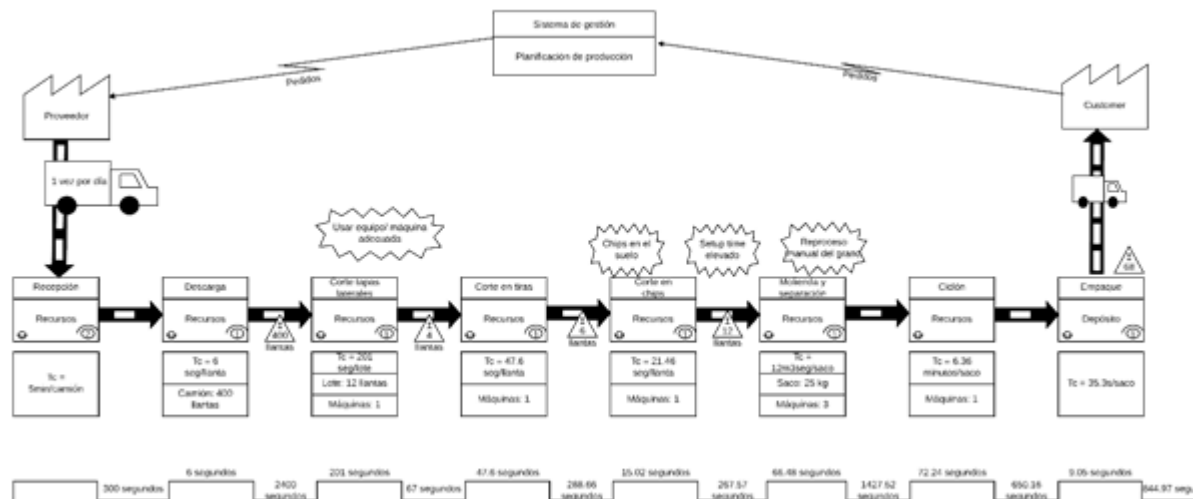 Sistema de gestión
Planificación de producción
Pedidos
Pedidos
Proveedor
Customer
1 vez por día
Usar equipo/ máquina
adecuada
Chips en el
suelo
Setup time
elevado
Reproceso
manual del grano
68
Recepción
Recursos
Tc =
5min/camión
Descarga
Recursos
Tc = 6
seg/llanta
Camión: 400
llantas
400
llantas
Corte tapas
laterales
Recursos
Tc = 201
seg/lote
Lote: 12 llantas
Máquinas: 1
llantas
Corte en tiras
Recursos
Tc = 47.6
seg/llanta
Máquinas: 1
6
llantas
Corte en
chips
Recursos
Tc = 21.46
seg/llanta
Máquinas: 1
12
llantas
Molienda y
separación
Recursos
Tc =
12m3seg/saco
Saco: 25 kg
Máquinas: 3
Ciclón
Recursos
Tc = 6.36
minutos/saco
Máquinas: 1
Empaque
Depósito
Tc = 35.3s/saco
300 segundos
6 segundos
2400
segundos
201 segundos
67 segundos
47.6 segundos
288.66
segundos
15.02 segundos
267.57
segundos
68.48 segundos
1427.52
segundos
72.24 segundos
650.16
segundos
9.05 segundos
844.97 seg